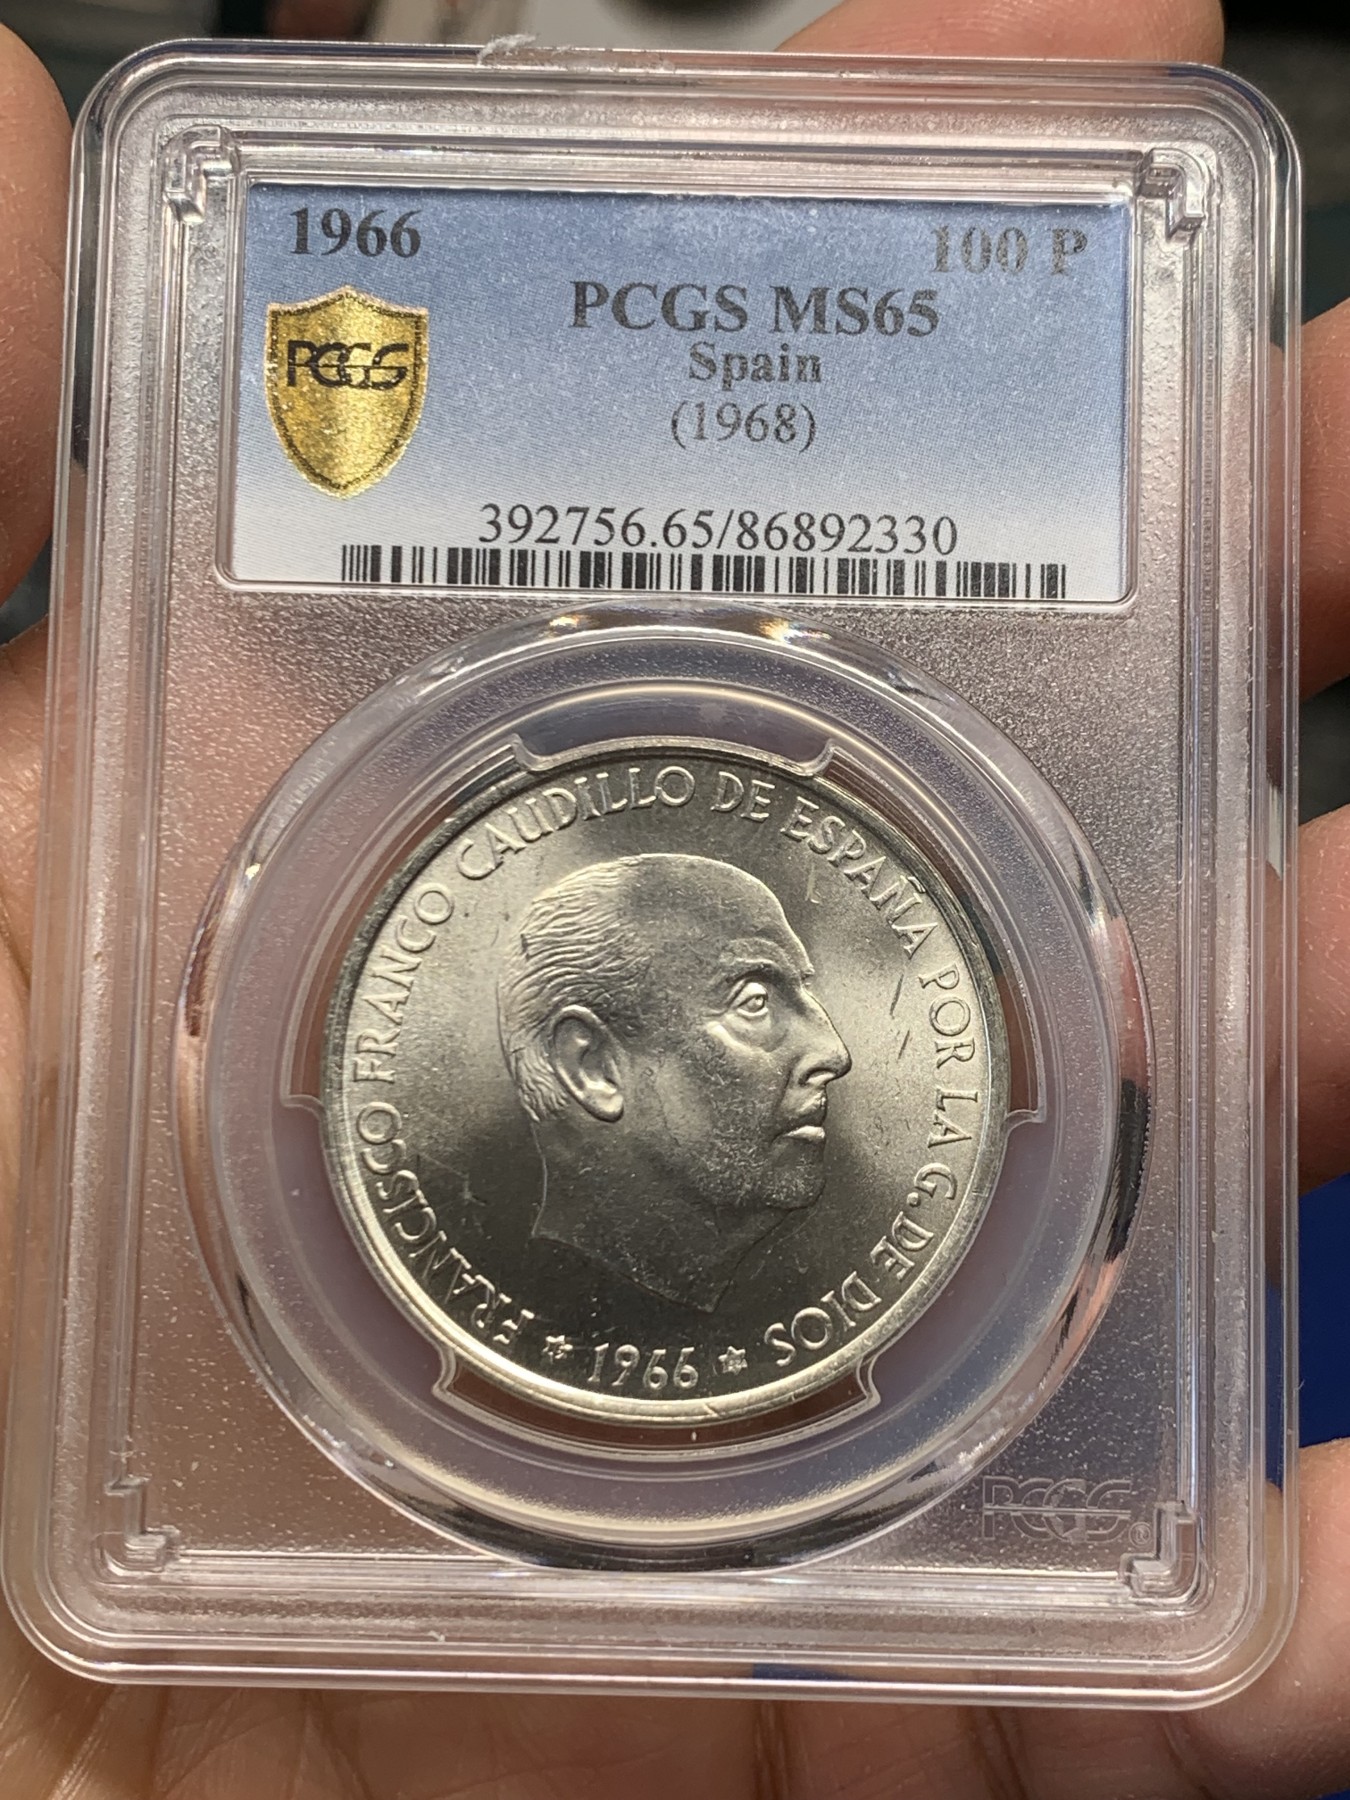 1966
100 P
PCGS MS65
Spain
(1968)
PCGS
392756.65/86892330
FRANCISCO FRANCO CAUDILLO DE ESPAÑA POR LA G. DE DIOS
★ 1966 ★
PCGS®